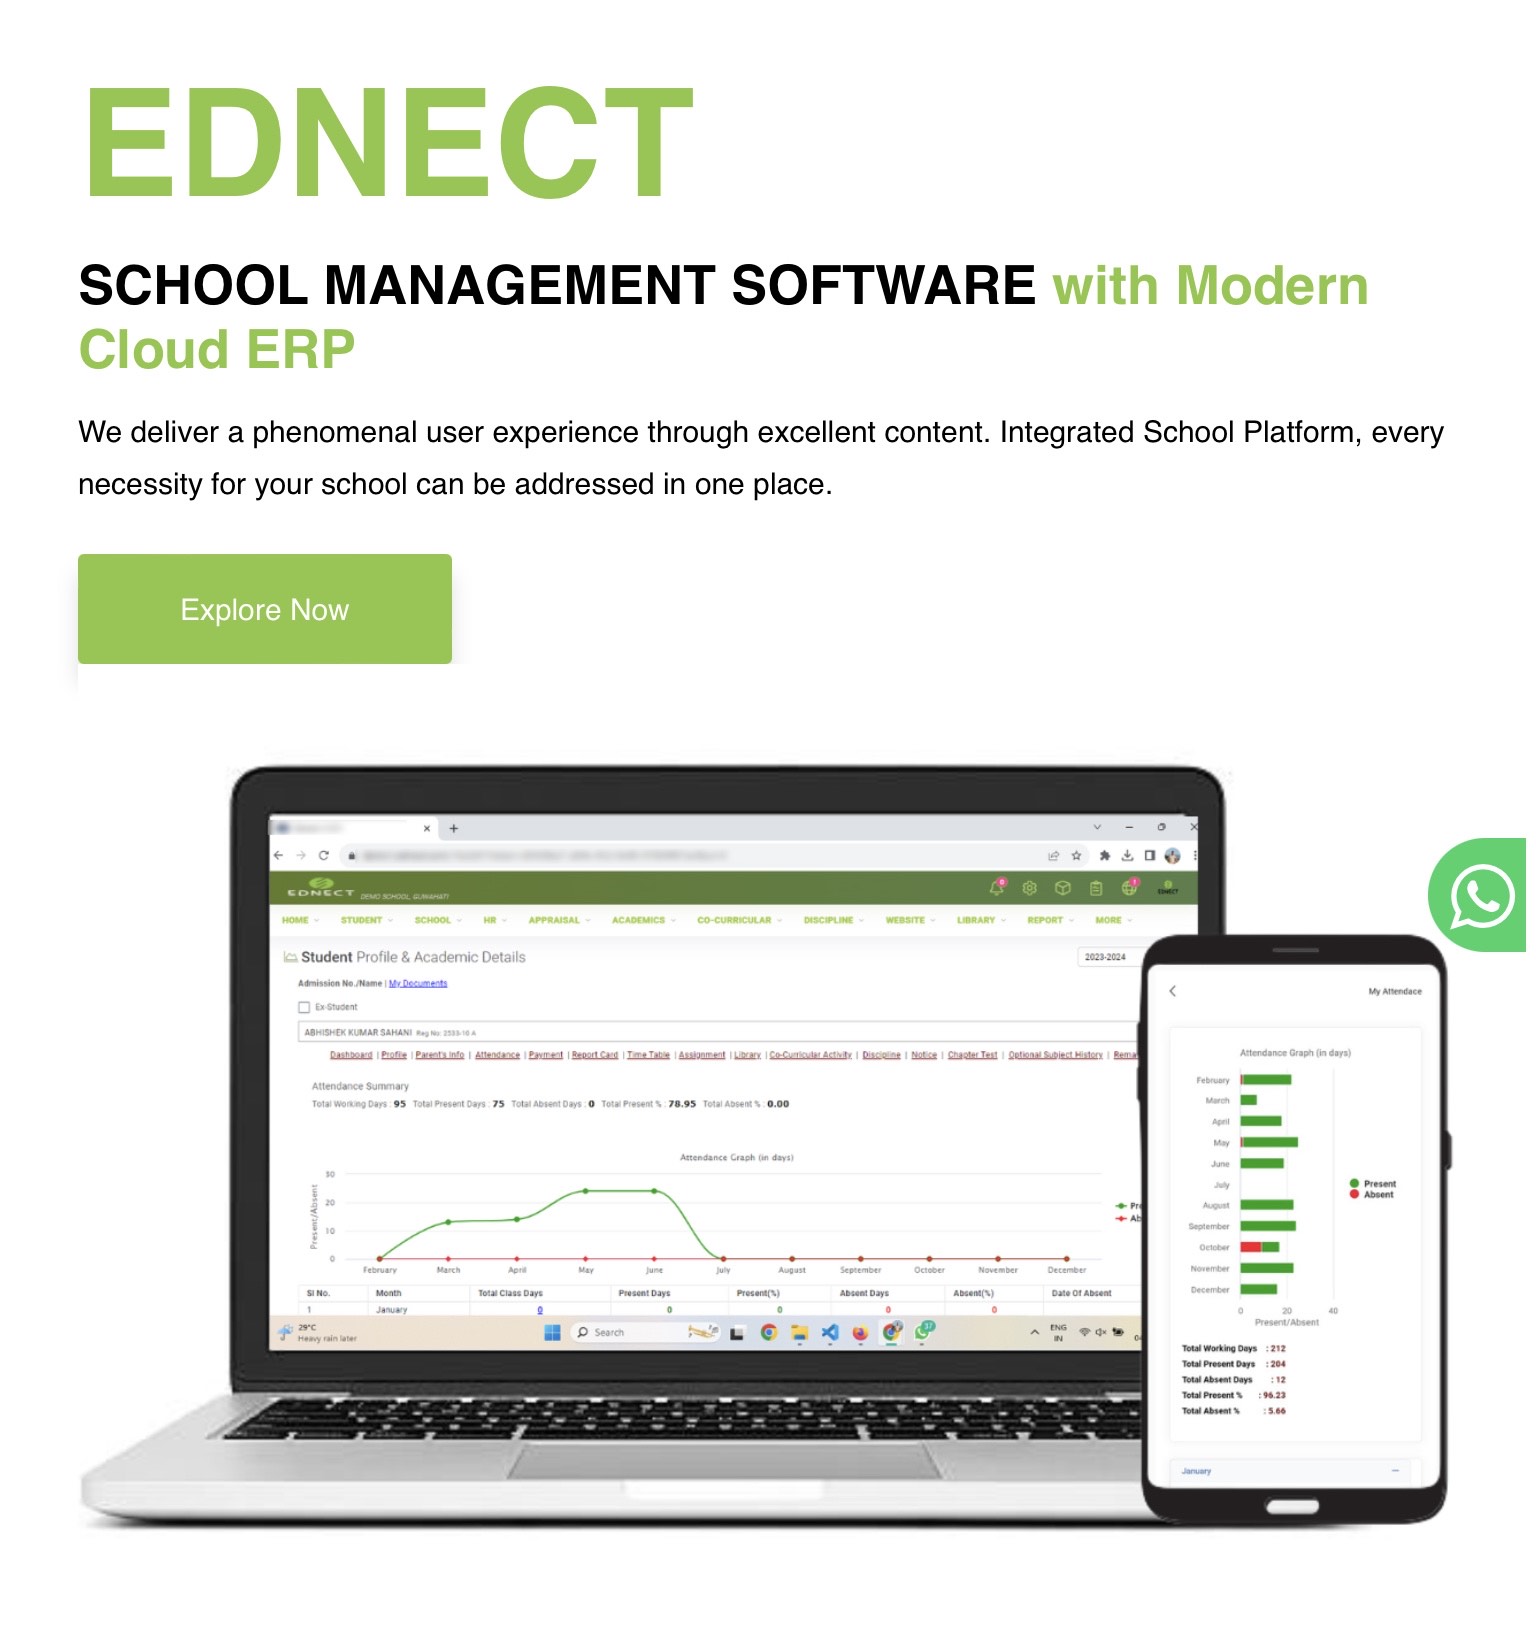 EDNECT
SCHOOL MANAGEMENT SOFTWARE with Modern
Cloud ERP
We deliver a phenomenal user experience through excellent content. Integrated School Platform, every
necessity for your school can be addressed in one place.
Explore Now
EDNECT DEMO SCHOOL, GUWAHATI
HOME STUDENT SCHOOL HR APPRAISAL ACADEMICS CO-CURRICULAR DISCIPLINE WEBSITE LIBRARY REPORT MORE
Student Profile & Academic Details
2023-2024
Admission No./Name | My Documents
Ex-Student
ABHISHEK KUMAR SAHANI Reg No: 2533-10 A
Dashboard | Profile | Parent's Info | Attendance | Payment | Report Card | Time Table | Assignment | Library | Co-Curricular Activity | Discipline | Notice | Chapter Test | Optional Subject History | Rema
Attendance Summary
Total Working Days : 95 Total Present Days : 75 Total Absent Days : 0 Total Present % : 78.95 Total Absent % : 0.00
Attendance Graph (in days)
Present/Absent
30
20
10
0
Pre
Ab
February March April May June July August September October November December
Sl No. Month Total Class Days Present Days Present(%) Absent Days Absent(%) Date Of Absent
1 January 0 0 0 0 0
29°C
Heavy rain later
Search
37
ENG
IN
My Attendace
Attendance Graph (in days)
February
March
April
May
June
July
August
September
October
November
December
Present
Absent
0 20 40
Present/Absent
Total Working Days : 212
Total Present Days : 204
Total Absent Days : 12
Total Present % : 96.23
Total Absent % : 5.66
January